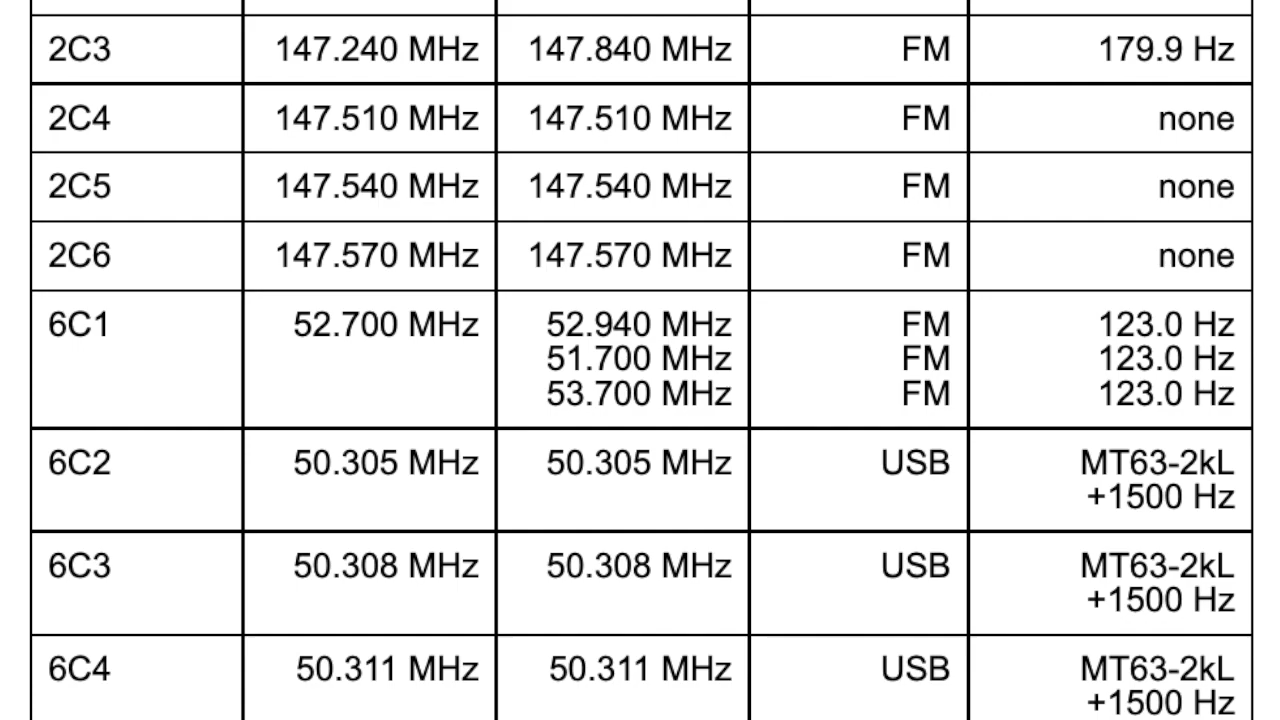 2C3 147.240 MHz 147.840 MHz FM 179.9 Hz
2C4 147.510 MHz 147.510 MHz FM none
2C5 147.540 MHz 147.540 MHz FM none
2C6 147.570 MHz 147.570 MHz FM none
6C1 52.700 MHz 52.940 MHz FM 123.0 Hz
51.700 MHz FM 123.0 Hz
53.700 MHz FM 123.0 Hz
6C2 50.305 MHz 50.305 MHz USB MT63-2kL
+1500 Hz
6C3 50.308 MHz 50.308 MHz USB MT63-2kL
+1500 Hz
6C4 50.311 MHz 50.311 MHz USB MT63-2kL
+1500 Hz